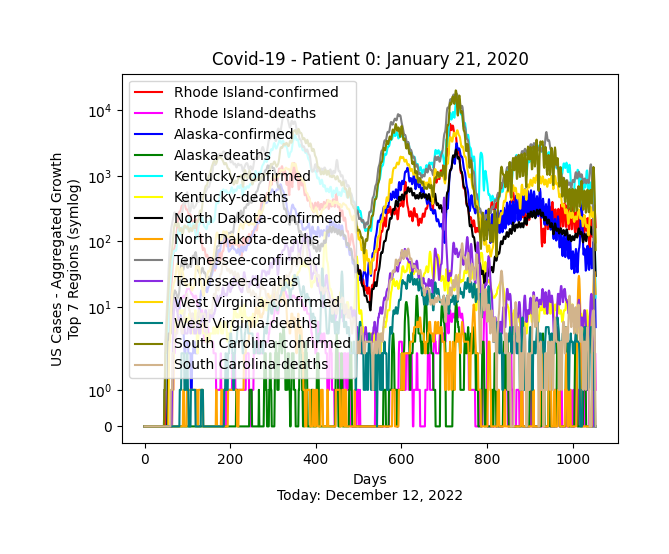 Covid-19 - Patient 0: January 21, 2020
US Cases - Aggregated Growth
Top 7 Regions (symlog)
10^4
10^3
10^2
10^1
10^0
0
Rhode Island-confirmed
Rhode Island-deaths
Alaska-confirmed
Alaska-deaths
Kentucky-confirmed
Kentucky-deaths
North Dakota-confirmed
North Dakota-deaths
Tennessee-confirmed
Tennessee-deaths
West Virginia-confirmed
West Virginia-deaths
South Carolina-confirmed
South Carolina-deaths
0 200 400 600 800 1000
Days
Today: December 12, 2022